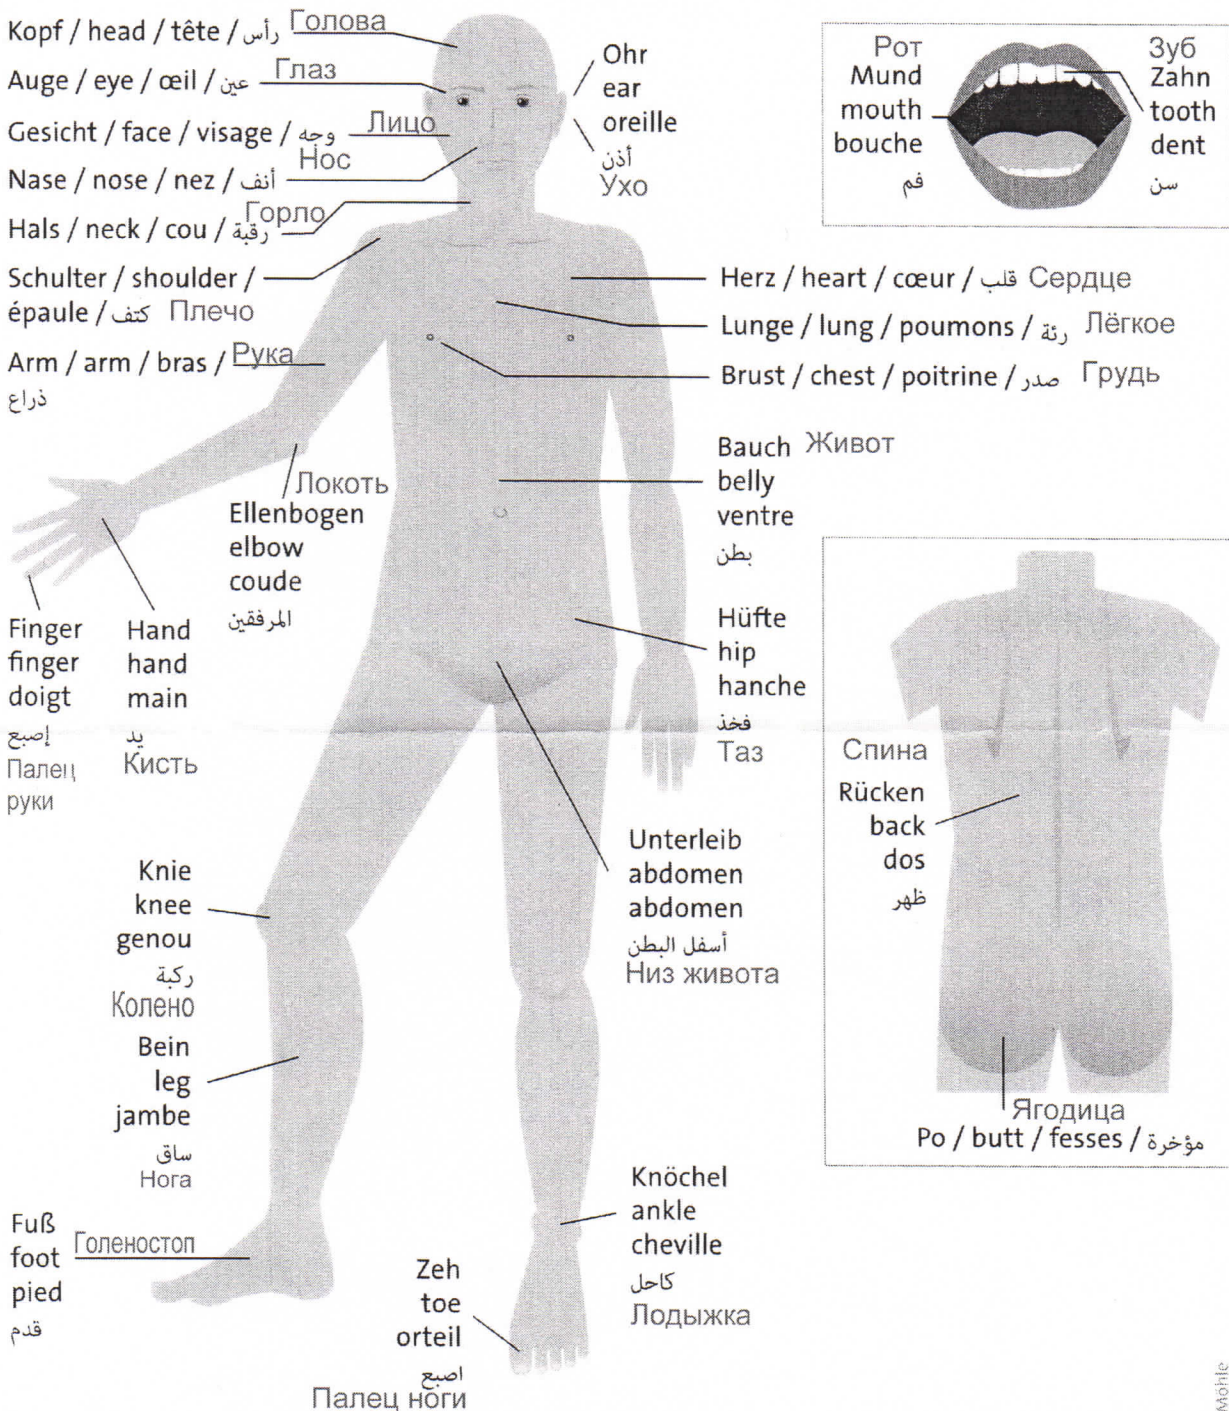 Kopf / head / tête / رأس Голова
Auge / eye / œil / عين Глаз
Gesicht / face / visage / وجه Лицо
Nase / nose / nez / أنف Нос
Hals / neck / cou / رقبة Горло
Schulter / shoulder /
épaule / كتف Плечо
Arm / arm / bras / Рука
ذراع
Ohr
ear
oreille
أذن
Ухо
Рот
Mund
mouth
bouche
فم
Зуб
Zahn
tooth
dent
سن
Herz / heart / cœur / قلب Сердце
Lunge / lung / poumons / رئة Лёгкое
Brust / chest / poitrine / صدر Грудь
Bauch Живот
belly
ventre
بطن
Локоть
Ellenbogen
elbow
coude
المرفقين
Finger
finger
doigt
إصبع
Палец
руки
Hand
hand
main
يد
Кисть
Hüfte
hip
hanche
فخذ
Таз
Спина
Rücken
back
dos
ظهر
Unterleib
abdomen
abdomen
أسفل البطن
Низ живота
Knie
knee
genou
ركبة
Колено
Bein
leg
jambe
ساق
Нога
Ягодица
Po / butt / fesses / مؤخرة
Fuß
foot
pied
قدم
Голеностоп
Knöchel
ankle
cheville
كاحل
Лодыжка
Zeh
toe
orteil
اصبع
Палец ноги
Möhle